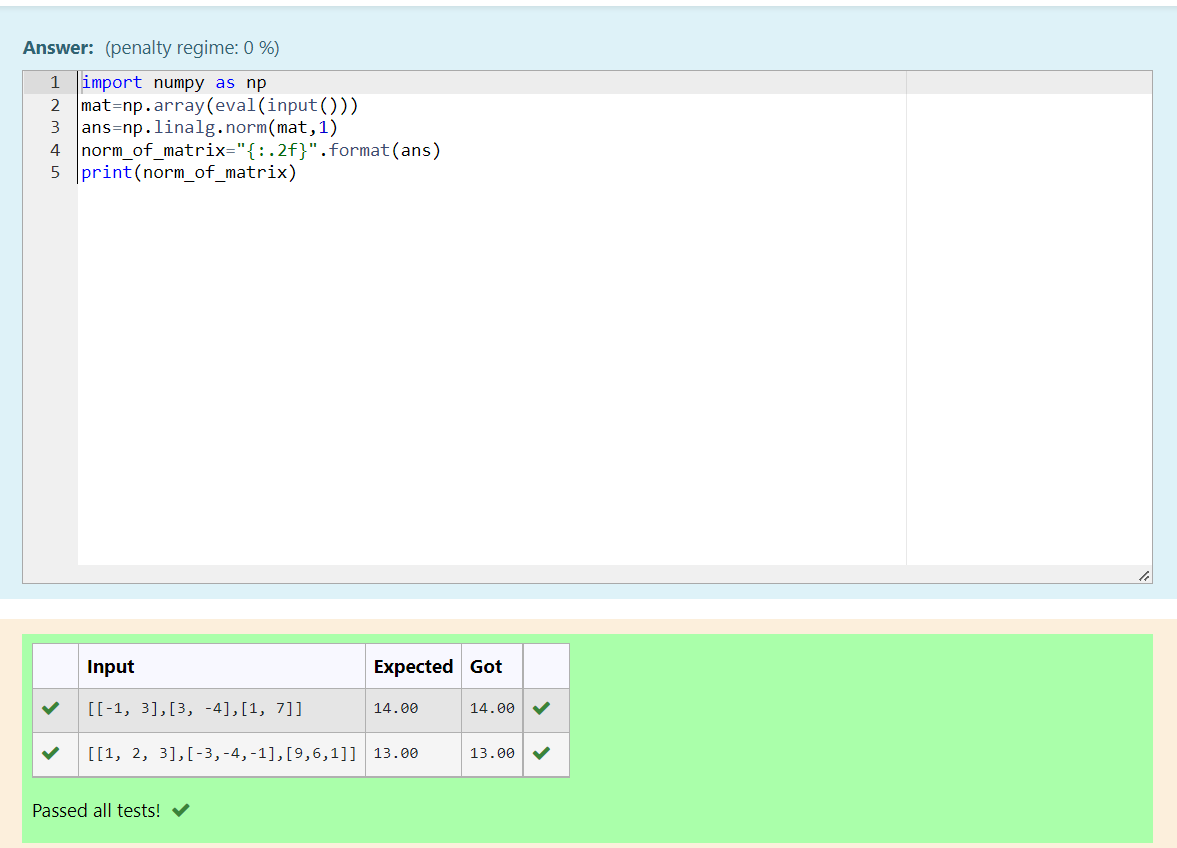 Answer: (penalty regime: 0 %)
1 import numpy as np
2 mat=np.array(eval(input()))
3 ans=np.linalg.norm(mat,1)
4 norm_of_matrix="{:.2f}".format(ans)
5 print(norm_of_matrix)
Input Expected Got
[[-1, 3],[3, -4],[1, 7]] 14.00 14.00
[[1, 2, 3],[-3,-4,-1],[9,6,1]] 13.00 13.00
Passed all tests!